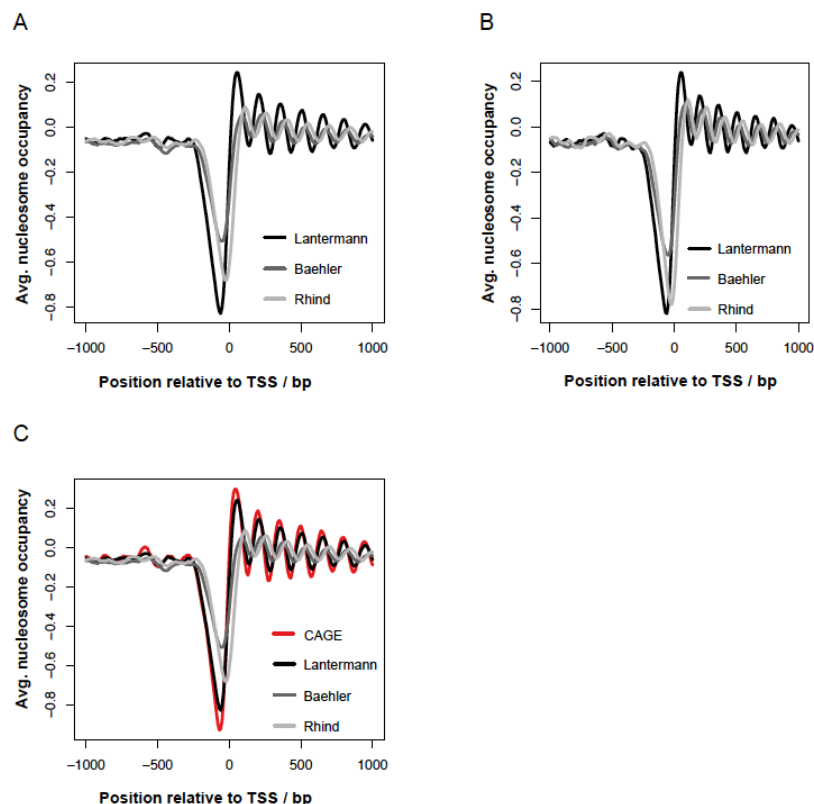 A
Avg. nucleosome occupancy
0.2
0.0
−0.2
−0.4
−0.6
−0.8
Lantermann
Baehler
Rhind
−1000
−500
0
500
1000
Position relative to TSS / bp
B
Avg. nucleosome occupancy
0.2
0.0
−0.2
−0.4
−0.6
−0.8
Lantermann
Baehler
Rhind
−1000
−500
0
500
1000
Position relative to TSS / bp
C
Avg. nucleosome occupancy
0.2
0.0
−0.2
−0.4
−0.6
−0.8
CAGE
Lantermann
Baehler
Rhind
−1000
−500
0
500
1000
Position relative to TSS / bp